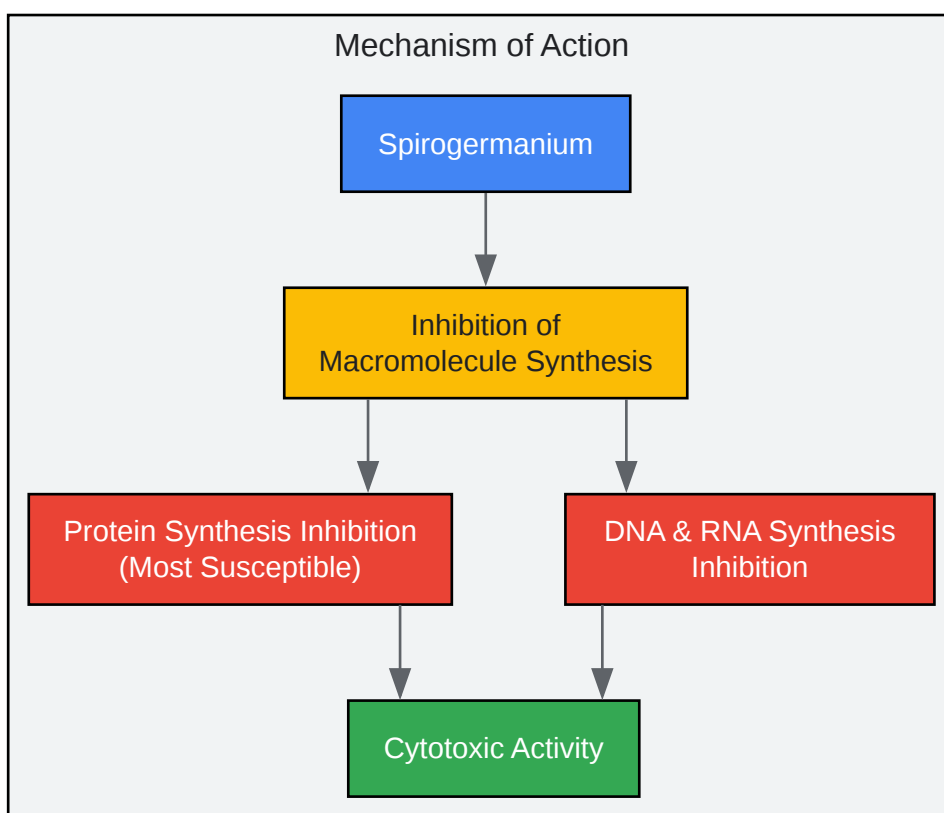 Mechanism of Action
Spirogermanium
Inhibition of
Macromolecule Synthesis
Protein Synthesis Inhibition
(Most Susceptible)
DNA & RNA Synthesis
Inhibition
Cytotoxic Activity